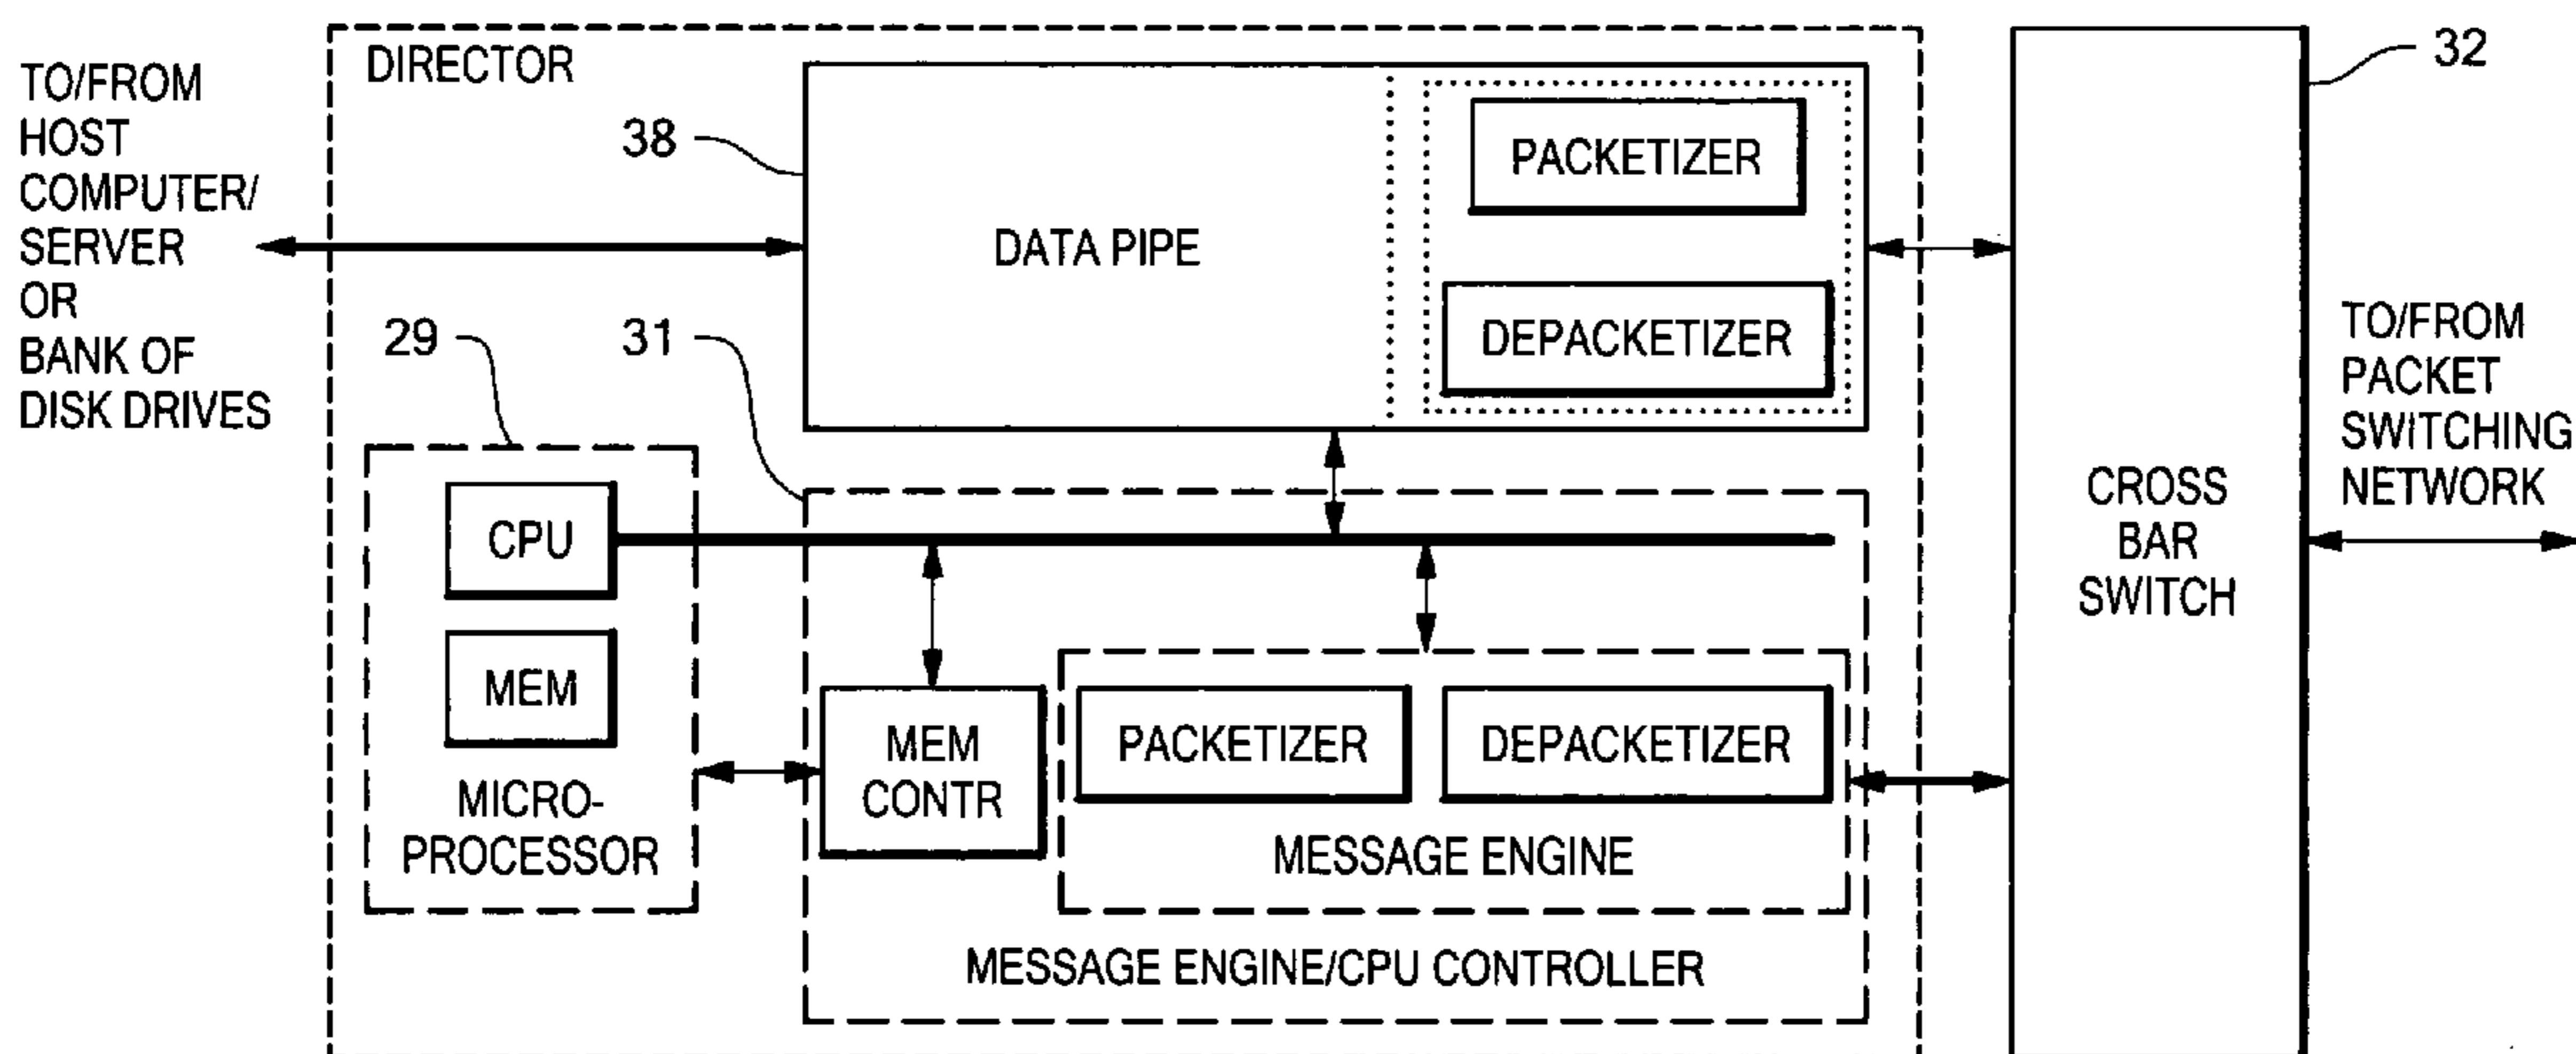 TO/FROM
HOST
COMPUTER/
SERVER
OR
BANK OF
DISK DRIVES
DIRECTOR
38
DATA PIPE
PACKETIZER
DEPACKETIZER
29
31
CPU
MEM
MICRO-
PROCESSOR
MEM
CONTR
PACKETIZER
DEPACKETIZER
MESSAGE ENGINE
MESSAGE ENGINE/CPU CONTROLLER
32
CROSS
BAR
SWITCH
TO/FROM
PACKET
SWITCHING
NETWORK